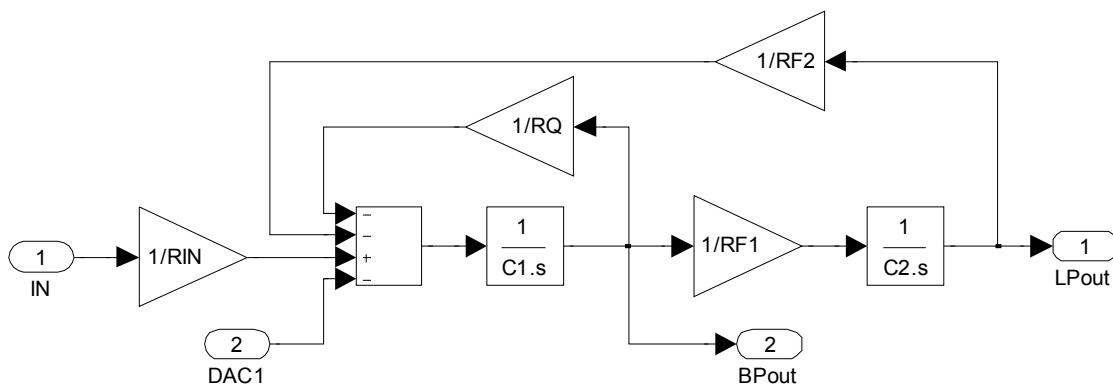 1/RF2
1/RQ
−
−
+
−
1
IN
1/RIN
1
C1.s
1/RF1
1
C2.s
1
LPout
2
DAC1
2
BPout